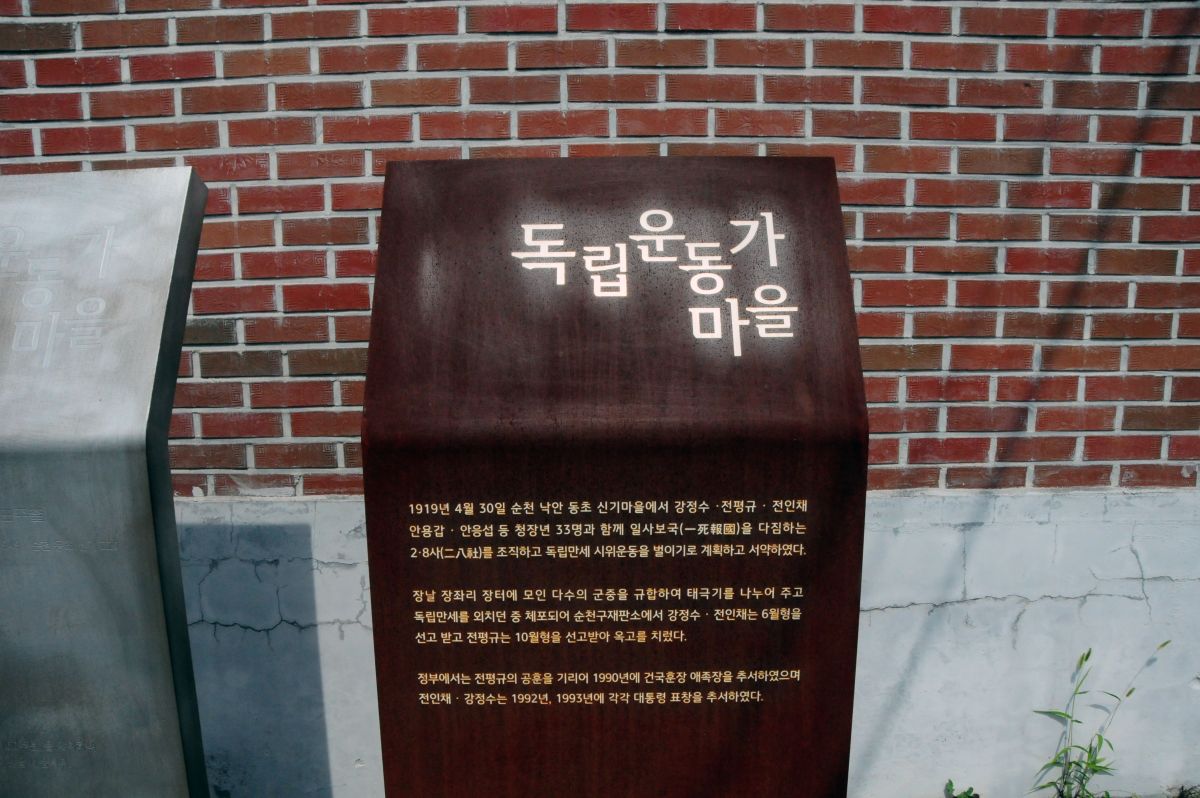 독립운동가
마을
1919년 4월 30일 순천 낙안 동초 신기마을에서 강정수 · 전평규 · 전인채
안용갑 · 안응섭 등 청장년 33명과 함께 일사보국(一死報國)을 다짐하는
2·8사(二八社)를 조직하고 독립만세 시위운동을 벌이기로 계획하고 서약하였다.
장날 장좌리 장터에 모인 다수의 군중을 규합하여 태극기를 나누어 주고
독립만세를 외치던 중 체포되어 순천구재판소에서 강정수 · 전인채는 6월형을
선고 받고 전평규는 10월형을 선고받아 옥고를 치렀다.
정부에서는 전평규의 공훈을 기리어 1990년에 건국훈장 애족장을 추서하였으며
전인채 · 강정수는 1992년, 1993년에 각각 대통령 표창을 추서하였다.
운동가
마을